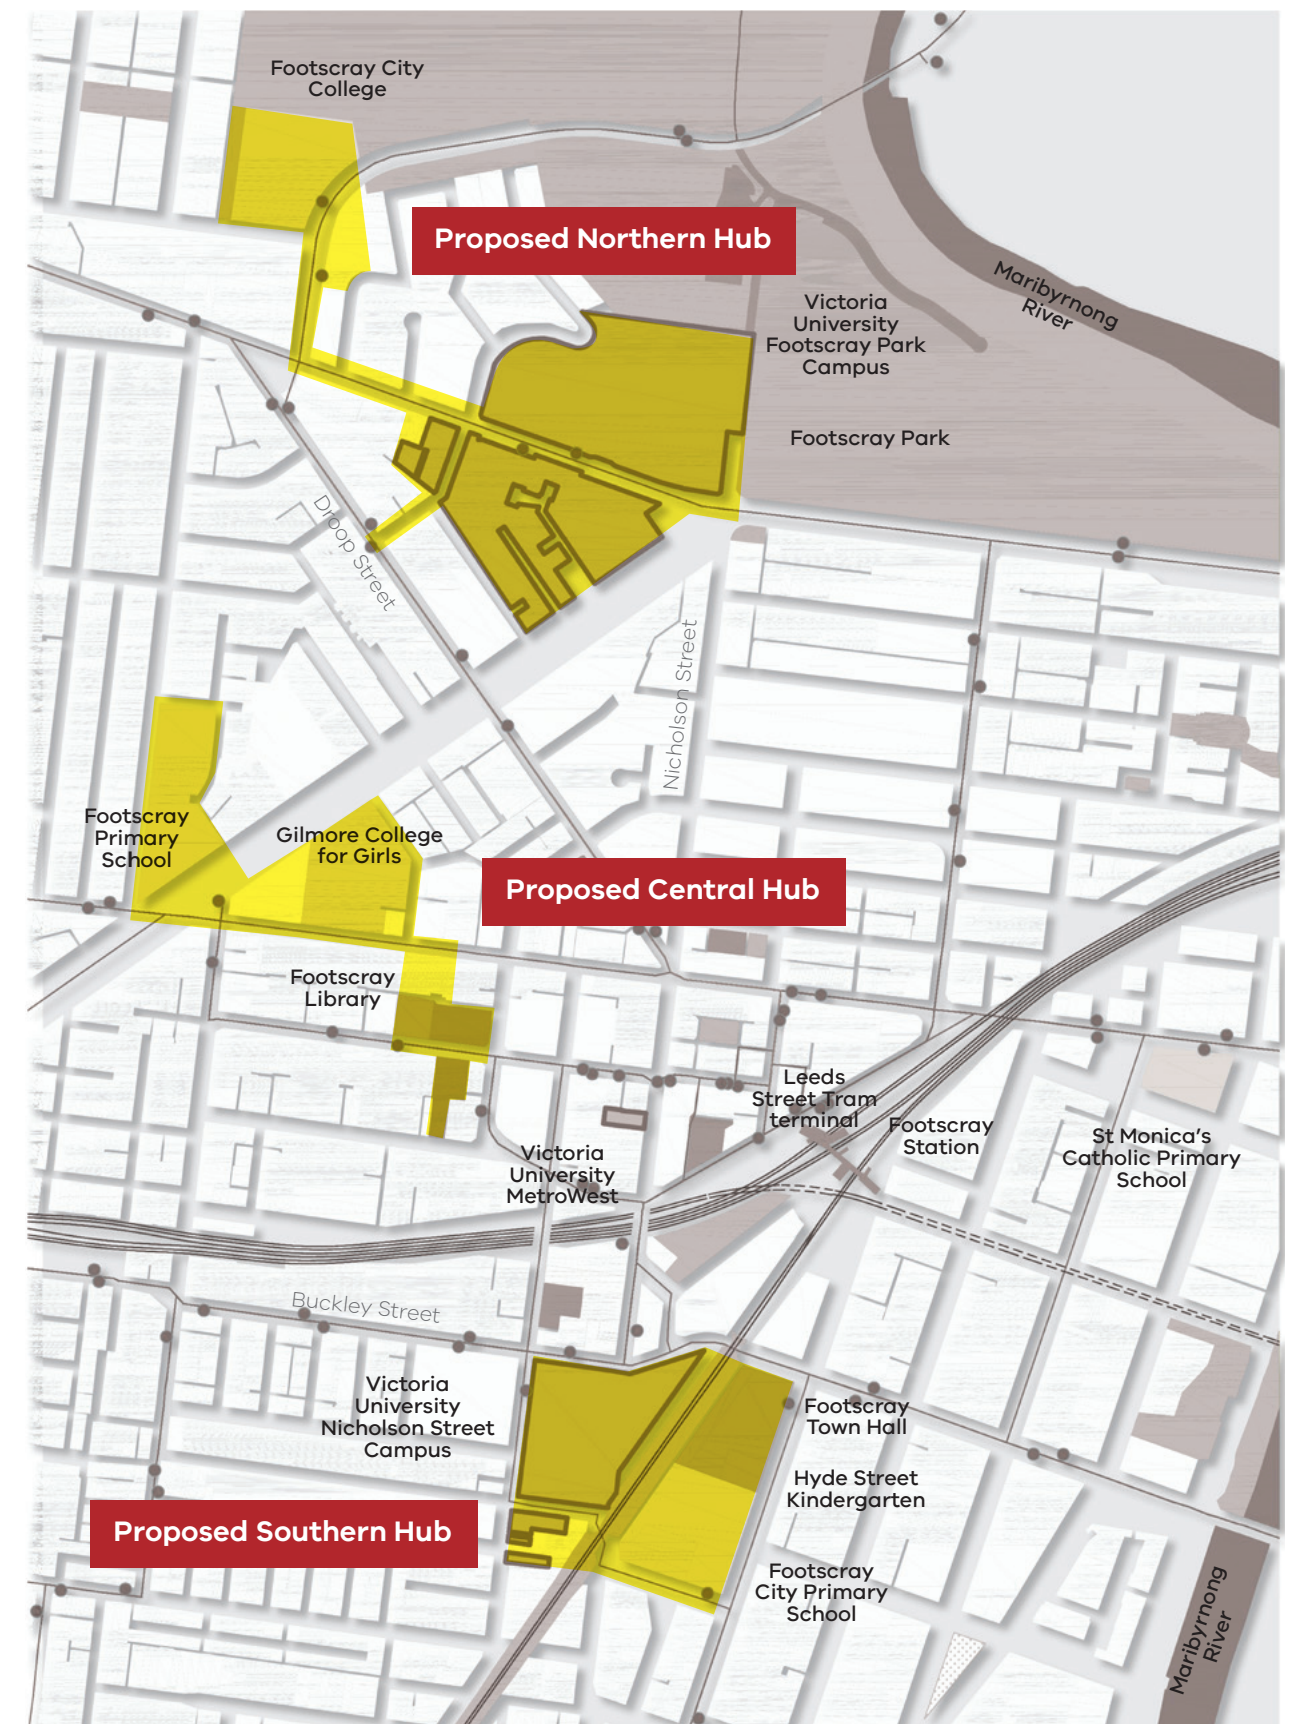 Footscray City
College
Proposed Northern Hub
Maribyrnong
River
Victoria
University
Footscray Park
Campus
Footscray Park
Droop Street
Nicholson Street
Footscray
Primary
School
Gilmore College
for Girls
Proposed Central Hub
Footscray
Library
Leeds
Street Tram
terminal
Footscray
Station
St Monica's
Catholic Primary
School
Victoria
University
MetroWest
Buckley Street
Victoria
University
Nicholson Street
Campus
Footscray
Town Hall
Hyde Street
Kindergarten
Proposed Southern Hub
Footscray
City Primary
School
Maribyrnong
River